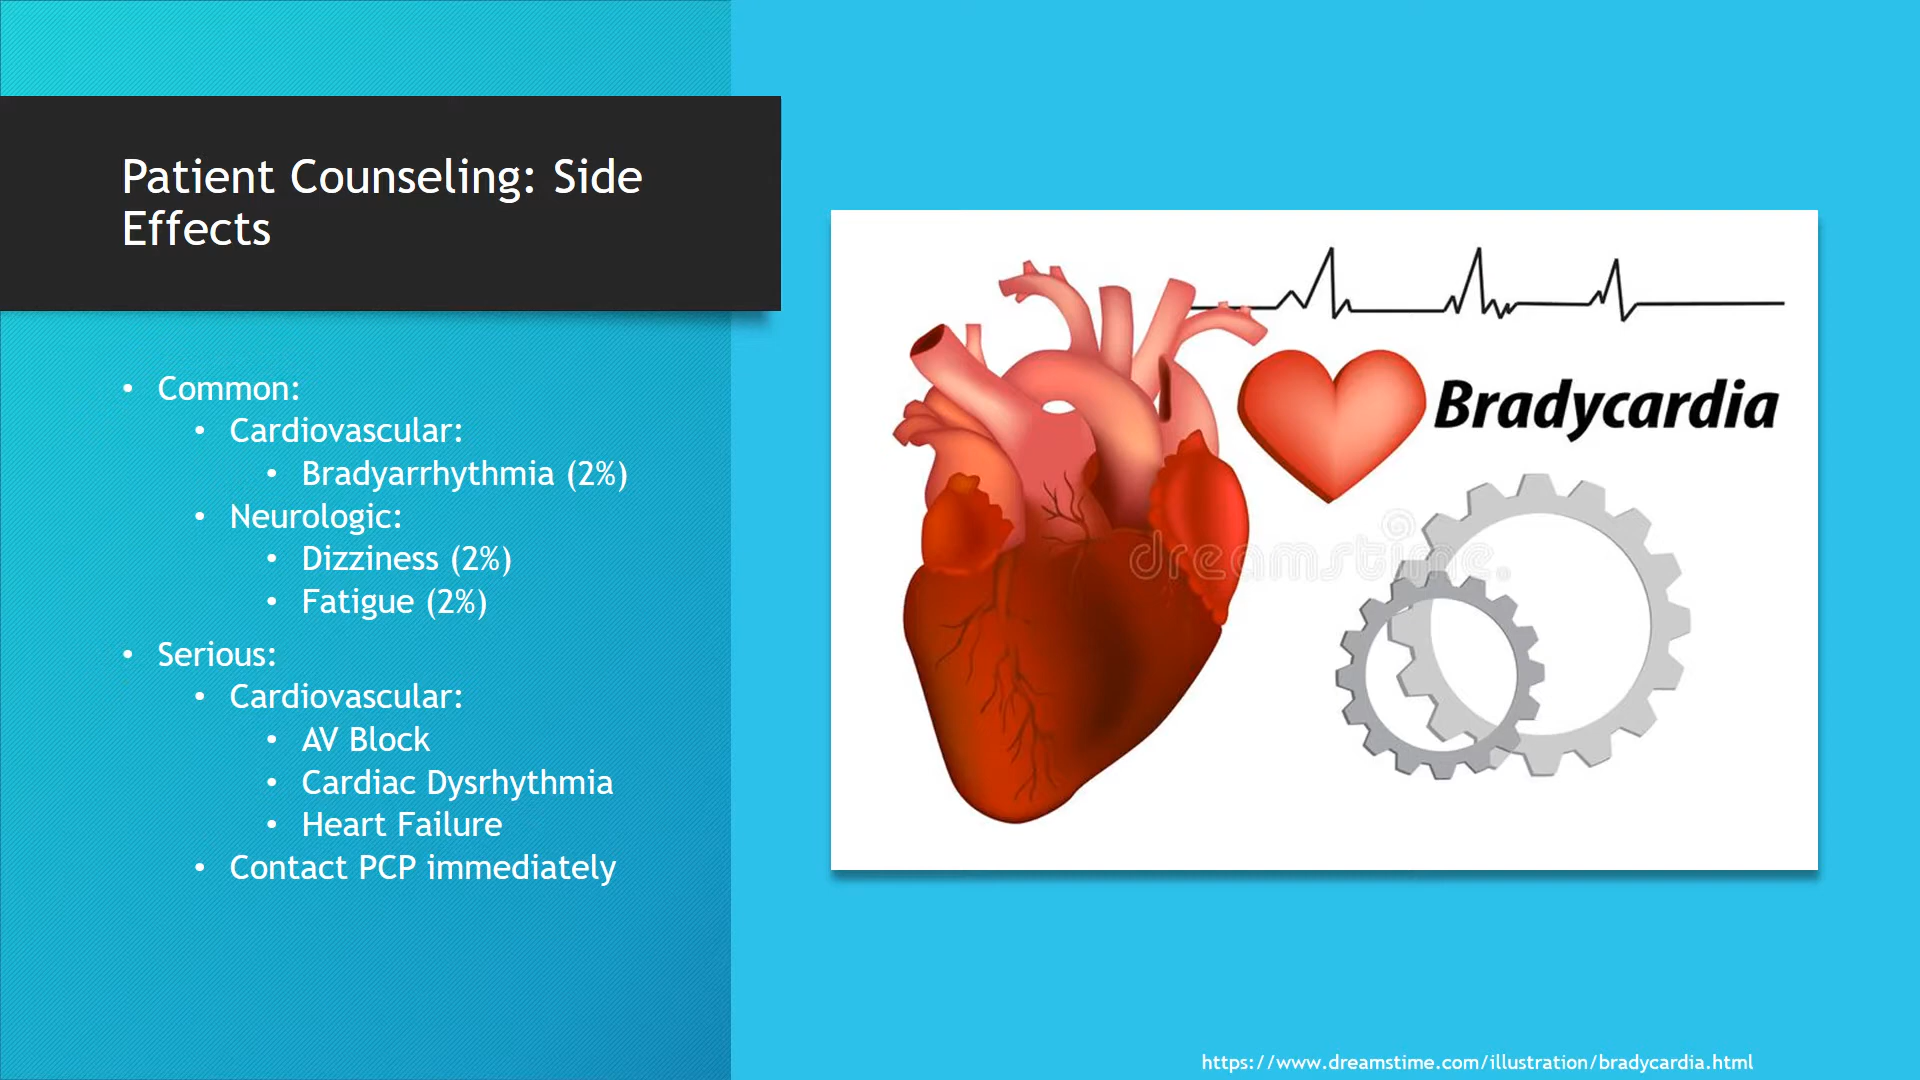 Patient Counseling: Side
Effects
• Common:
• Cardiovascular:
• Bradyarrhythmia (2%)
• Neurologic:
• Dizziness (2%)
• Fatigue (2%)
• Serious:
• Cardiovascular:
• AV Block
• Cardiac Dysrhythmia
• Heart Failure
• Contact PCP immediately
Bradycardia
dreamstime.
https://www.dreamstime.com/illustration/bradycardia.html